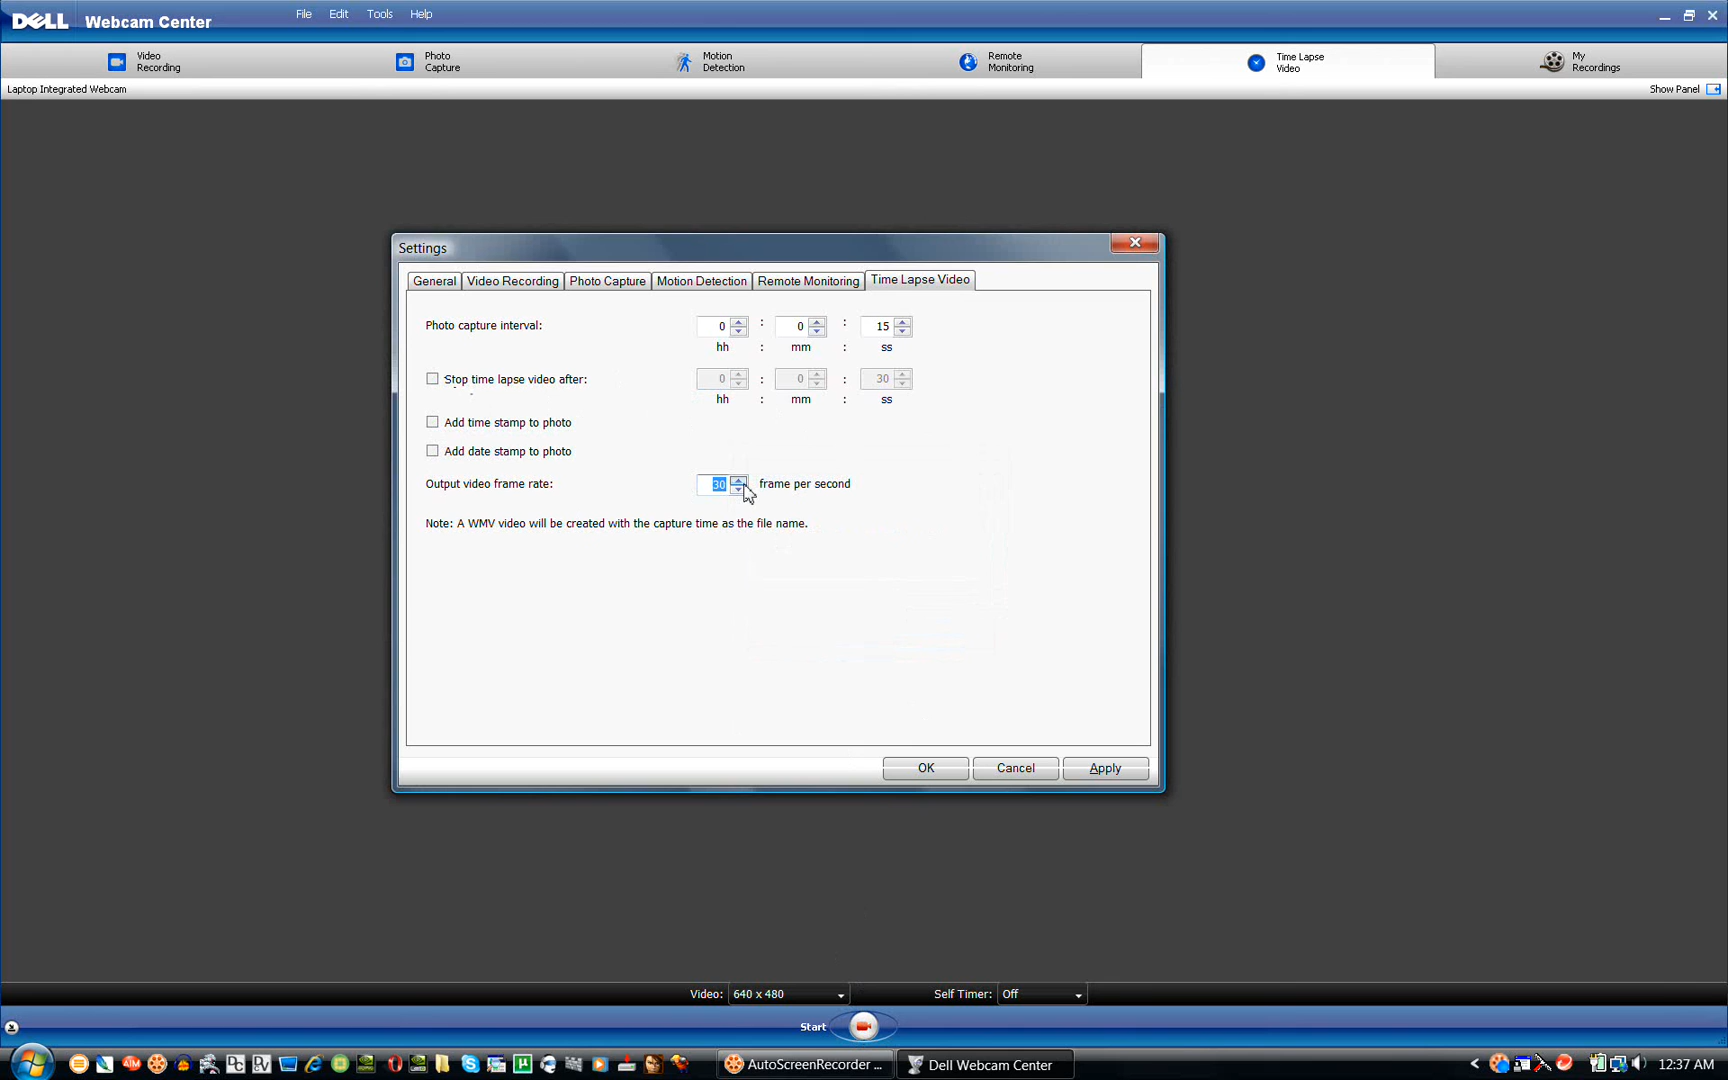 DELL Webcam Center File Edit Tools Help
Video Recording
Photo Capture
Motion Detection
Remote Monitoring
Time Lapse Video
My Recordings
Laptop Integrated Webcam
Show Panel
Settings
General Video Recording Photo Capture Motion Detection Remote Monitoring Time Lapse Video
Photo capture interval: 0 : 0 : 15
hh : mm : ss
Stop time lapse video after: 0 : 0 : 30
hh : mm : ss
Add time stamp to photo
Add date stamp to photo
Output video frame rate: 30 frame per second
Note: A WMV video will be created with the capture time as the file name.
OK Cancel Apply
Video: 640 x 480 Self Timer: Off
Start
AIM DC DV AutoScreenRecorder ... Dell Webcam Center 12:37 AM